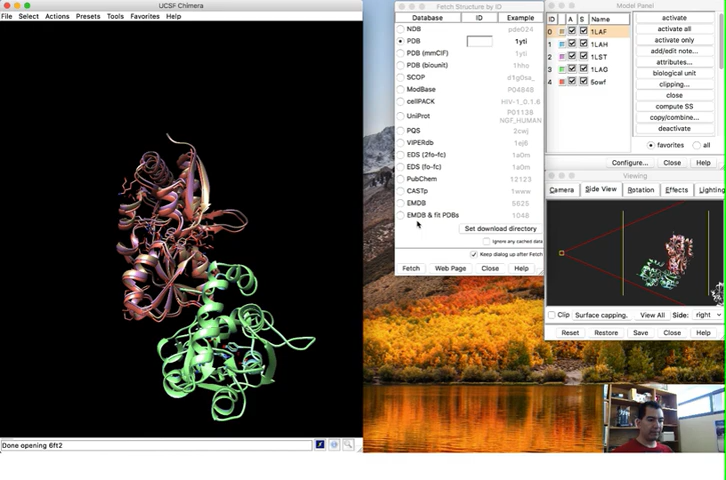 UCSF Chimera
File Select Actions Presets Tools Favorites Help
Done opening 6ft2
Fetch Structure by ID
Database ID Example
NDB pde024
PDB 1yti
PDB (mmCIF) 1yti
PDB (biounit) 1hho
SCOP d1g0sa_
ModBase P04848
cellPACK HIV-1_0.1.6
UniProt P01138
NGF_HUMAN
PQS 2cwj
VIPERdb 1ej6
EDS (2fo-fc) 1a0m
EDS (fo-fc) 1a0m
PubChem 12123
CASTp 1www
EMDB 5625
EMDB & fit PDBs 1048
Set download directory
Ignore any cached data
Keep dialog up after Fetch
Fetch Web Page Close Help
Model Panel
ID A S Name
0 1LAF
1 1LAH
2 1LST
3 1LAG
4 5owf
activate
activate all
activate only
add/edit note...
attributes...
biological unit
clipping...
close
compute SS
copy/combine...
deactivate
favorites all
Configure... Close Help
Viewing
Camera Side View Rotation Effects Lighting
Clip Surface capping. View All Side: right
Reset Restore Save Close Help